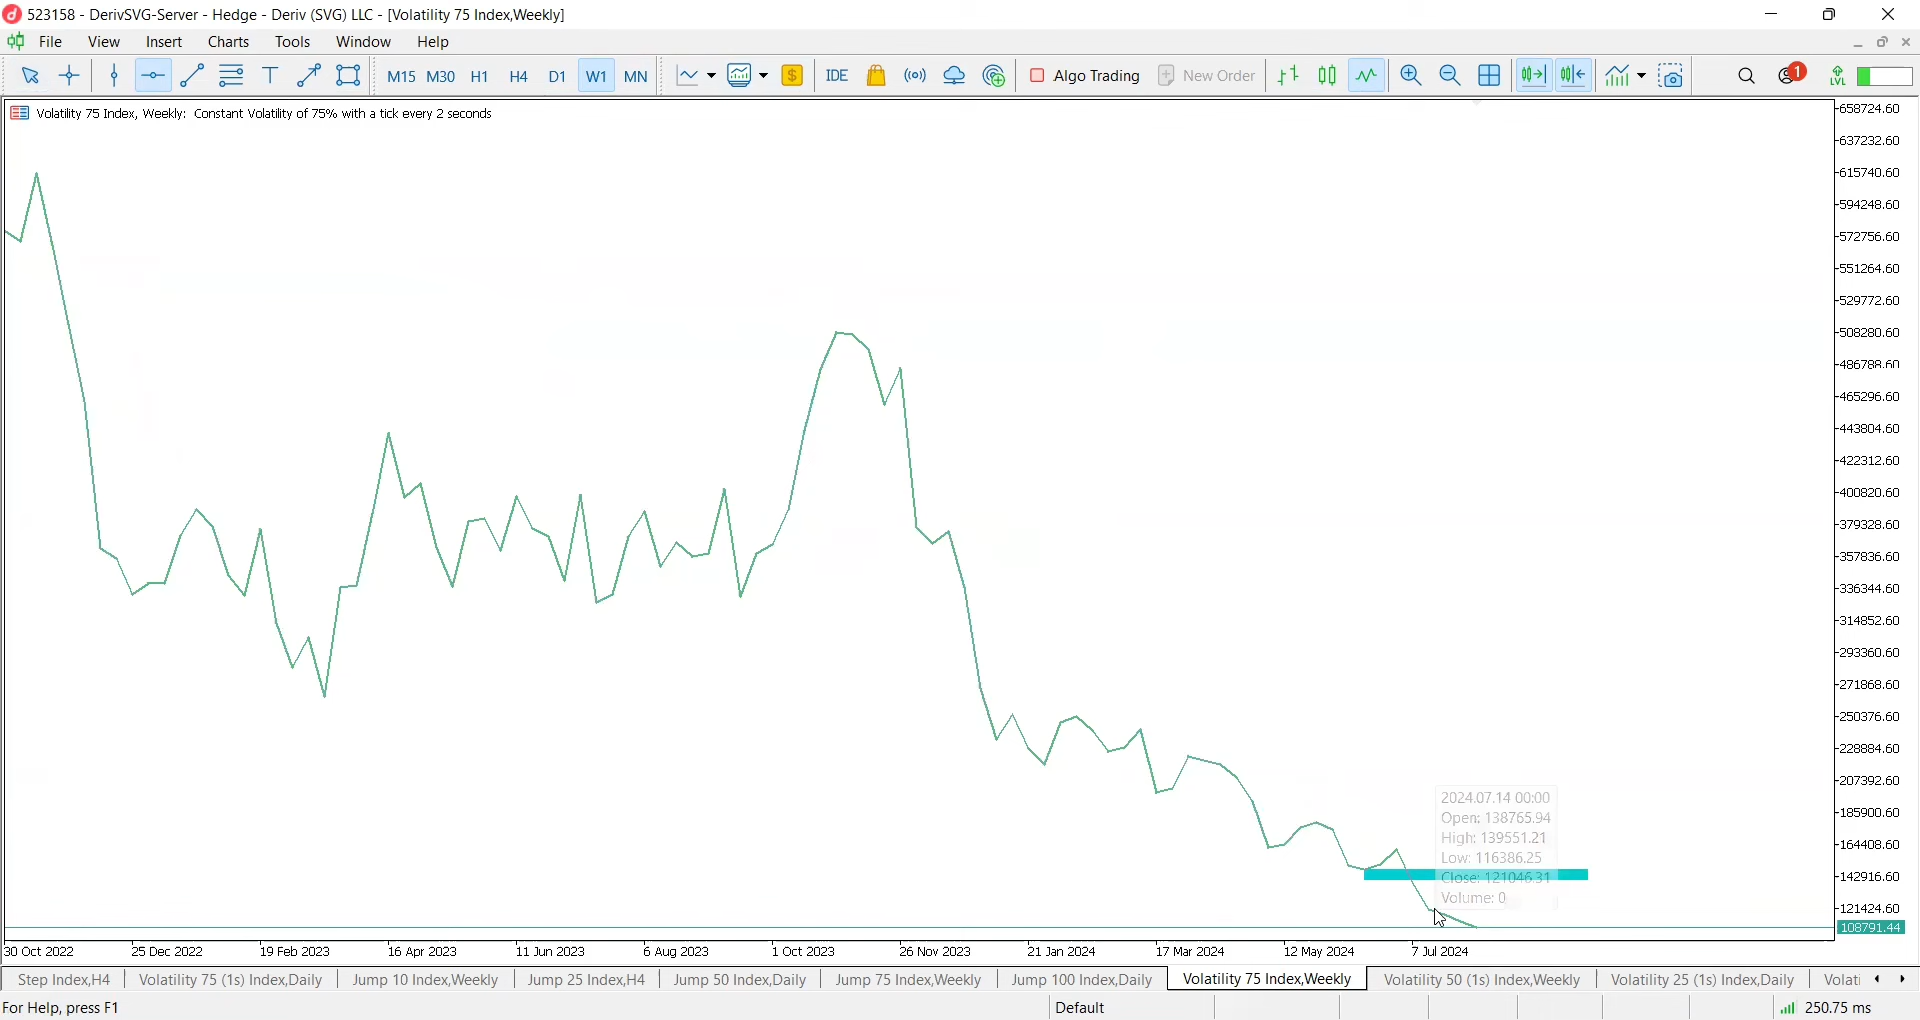 523158 - DerivSVG-Server - Hedge - Deriv (SVG) LLC - [Volatility 75 Index,Weekly]
File View Insert Charts Tools Window Help
M15 M30 H1 H4 D1 W1 MN IDE Algo Trading New Order 1 LVL
Volatility 75 Index, Weekly: Constant Volatility of 75% with a tick every 2 seconds
658724.60
637232.60
615740.60
594248.60
572756.60
551264.60
529772.60
508280.60
486788.60
465296.60
443804.60
422312.60
400820.60
379328.60
357836.60
336344.60
314852.60
293360.60
271868.60
250376.60
228884.60
207392.60
185900.60
164408.60
142916.60
121424.60
108791.44
2024.07.14 00:00
Open: 138765.94
High: 139551.21
Low: 116386.25
Close: 121046.31
Volume: 0
30 Oct 2022 25 Dec 2022 19 Feb 2023 16 Apr 2023 11 Jun 2023 6 Aug 2023 1 Oct 2023 26 Nov 2023 21 Jan 2024 17 Mar 2024 12 May 2024 7 Jul 2024
Step Index,H4 Volatility 75 (1s) Index,Daily Jump 10 Index,Weekly Jump 25 Index,H4 Jump 50 Index,Daily Jump 75 Index,Weekly Jump 100 Index,Daily Volatility 75 Index,Weekly Volatility 50 (1s) Index,Weekly Volatility 25 (1s) Index,Daily Volati
For Help, press F1 Default 250.75 ms